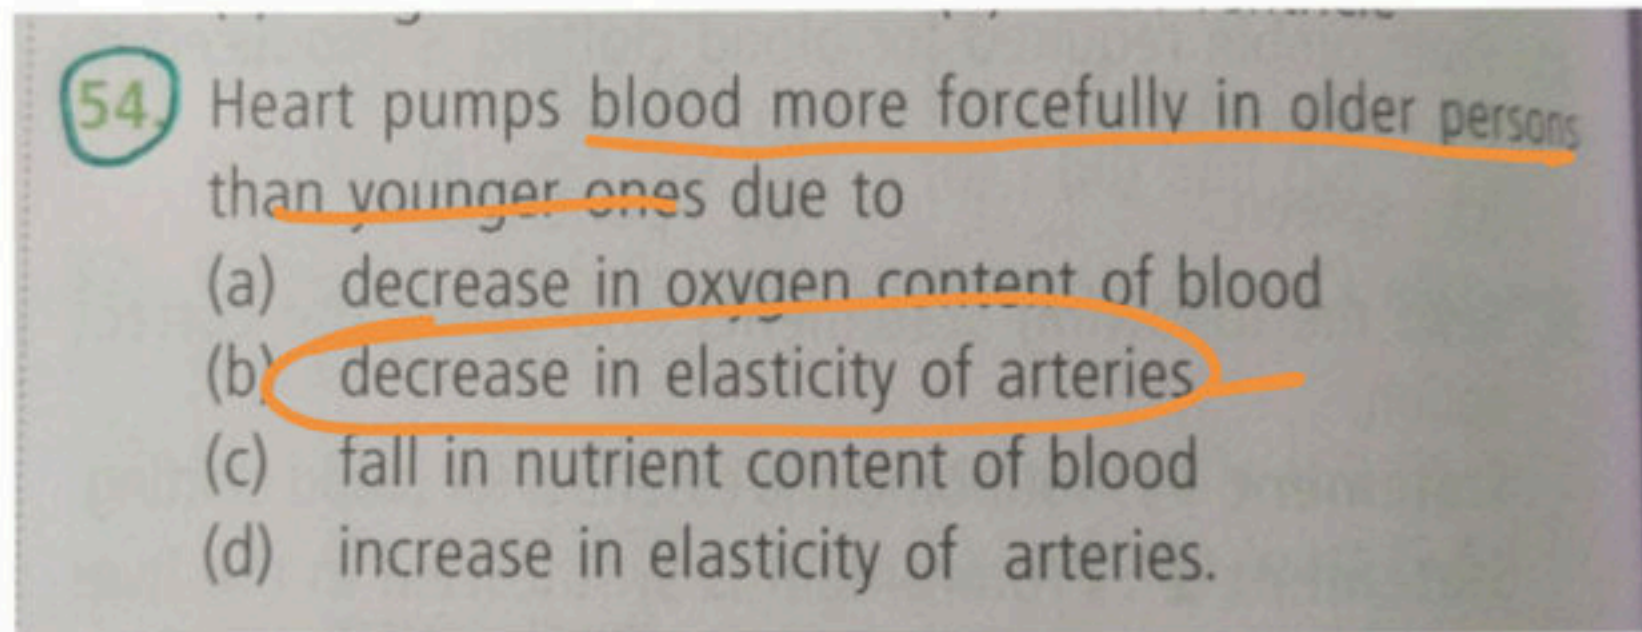 54. Heart pumps blood more forcefully in older persons
than younger ones due to
(a) decrease in oxygen content of blood
(b) decrease in elasticity of arteries
(c) fall in nutrient content of blood
(d) increase in elasticity of arteries.